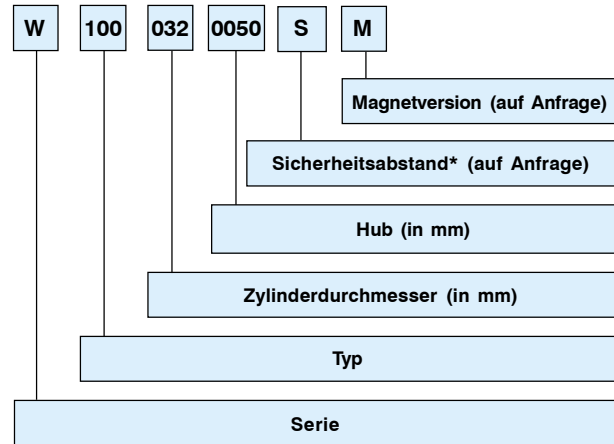 W 100 032 0050 S M
Magnetversion (auf Anfrage)
Sicherheitsabstand* (auf Anfrage)
Hub (in mm)
Zylinderdurchmesser (in mm)
Typ
Serie